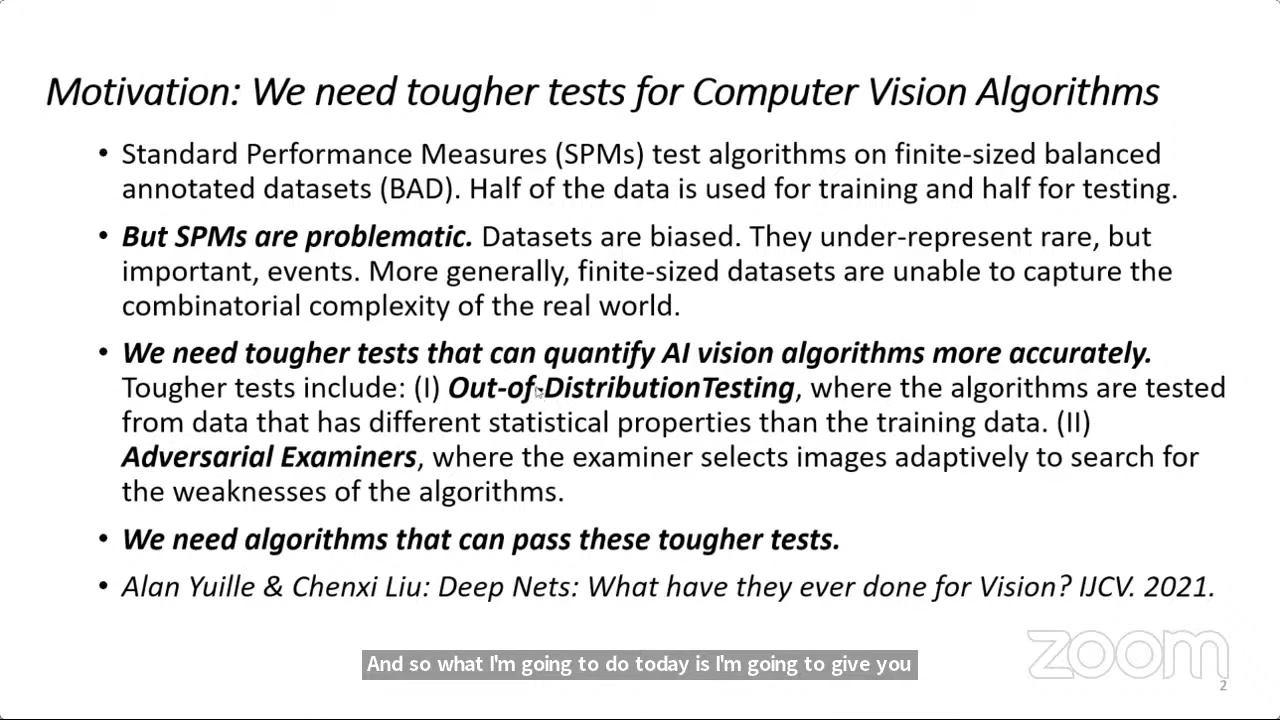 Motivation: We need tougher tests for Computer Vision Algorithms
• Standard Performance Measures (SPMs) test algorithms on finite-sized balanced
annotated datasets (BAD). Half of the data is used for training and half for testing.
• But SPMs are problematic. Datasets are biased. They under-represent rare, but
important, events. More generally, finite-sized datasets are unable to capture the
combinatorial complexity of the real world.
• We need tougher tests that can quantify AI vision algorithms more accurately.
Tougher tests include: (I) Out-of-DistributionTesting, where the algorithms are tested
from data that has different statistical properties than the training data. (II)
Adversarial Examiners, where the examiner selects images adaptively to search for
the weaknesses of the algorithms.
• We need algorithms that can pass these tougher tests.
• Alan Yuille & Chenxi Liu: Deep Nets: What have they ever done for Vision? IJCV. 2021.
zoom
And so what I'm going to do today is I'm going to give you
2